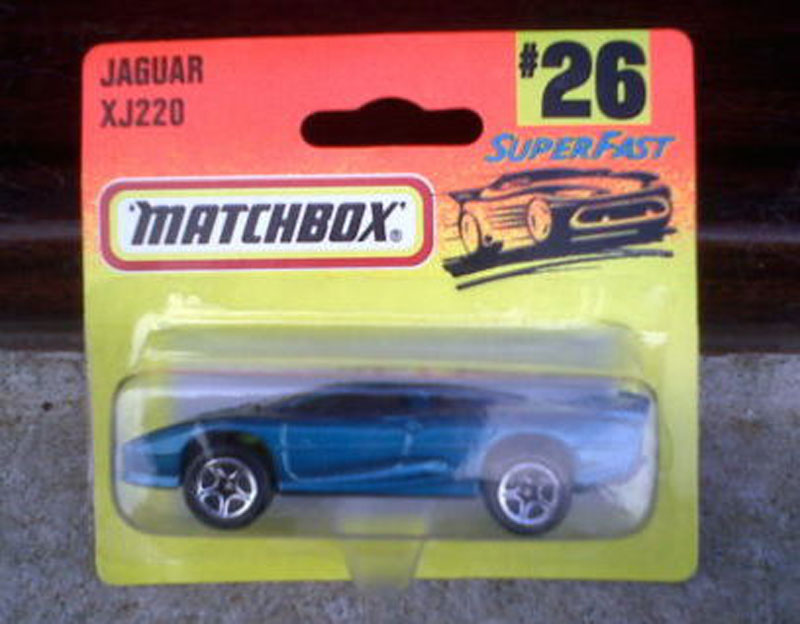 JAGUAR
XJ220
#26
SUPERFAST
'MATCHBOX'®